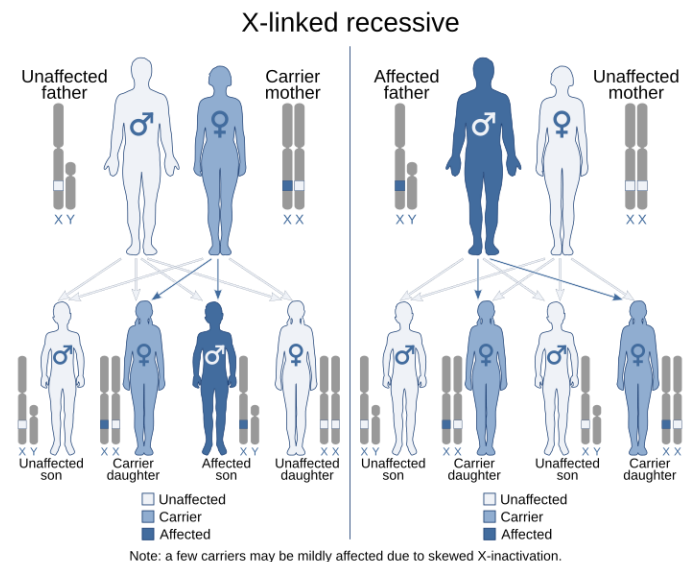 X-linked recessive
Unaffected
father
Carrier
mother
Affected
father
Unaffected
mother
X Y
X X
X Y
X X
X Y
X X
X Y
X X
X Y
X X
X Y
X X
Unaffected
son
Carrier
daughter
Affected
son
Unaffected
daughter
Unaffected
son
Carrier
daughter
Unaffected
son
Carrier
daughter
Unaffected
Carrier
Affected
Unaffected
Carrier
Affected
Note: a few carriers may be mildly affected due to skewed X-inactivation.